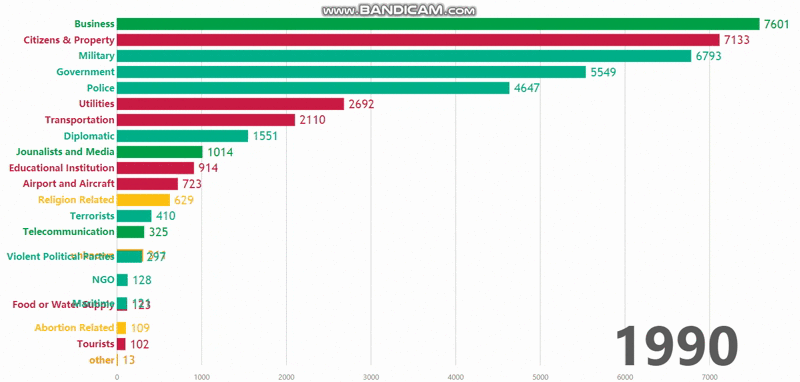 www.BANDICAM.com
Business 7601
Citizens & Property 7133
Military 6793
Government 5549
Police 4647
Utilities 2692
Transportation 2110
Diplomatic 1551
Jounalists and Media 1014
Educational Institution 914
Airport and Aircraft 723
Religion Related 629
Terrorists 410
Telecommunication 325
Violent Political Parties 297
NGO 128
Food or Water Supply 123
Abortion Related 109
Tourists 102
other 13
1990
0 1000 2000 3000 4000 5000 6000 7000